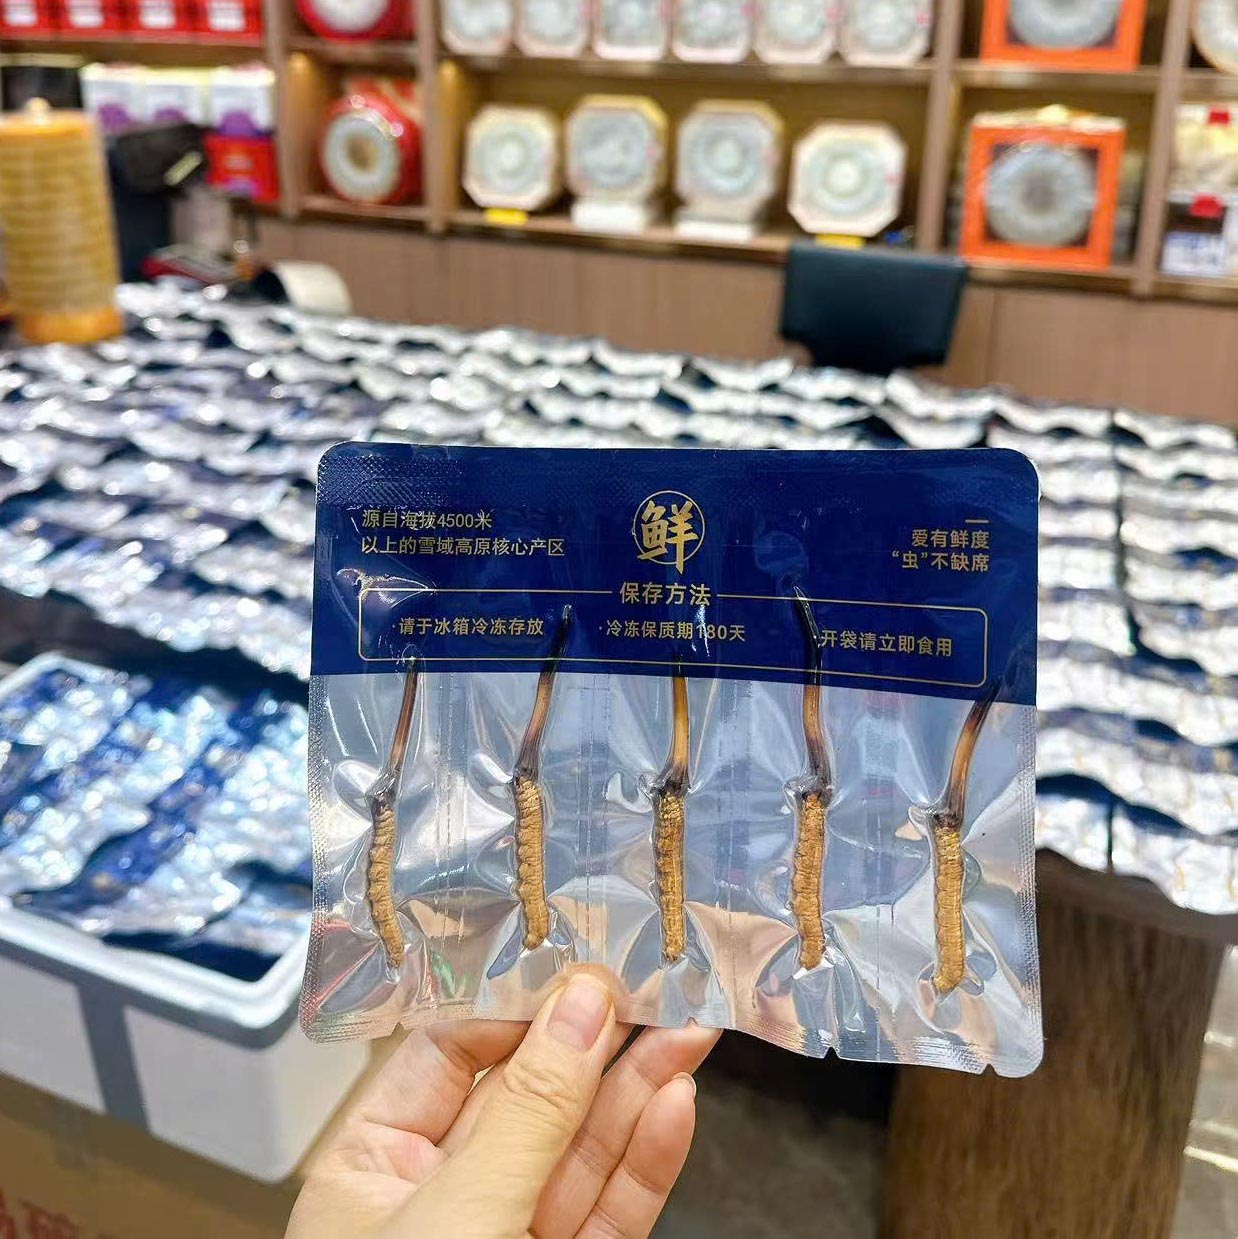 源自海拔4500米
以上的雪域高原核心产区
鲜
爱有鲜度
“虫”不缺席
保存方法
·请于冰箱冷冻存放
·冷冻保质期180天
·开袋请立即食用